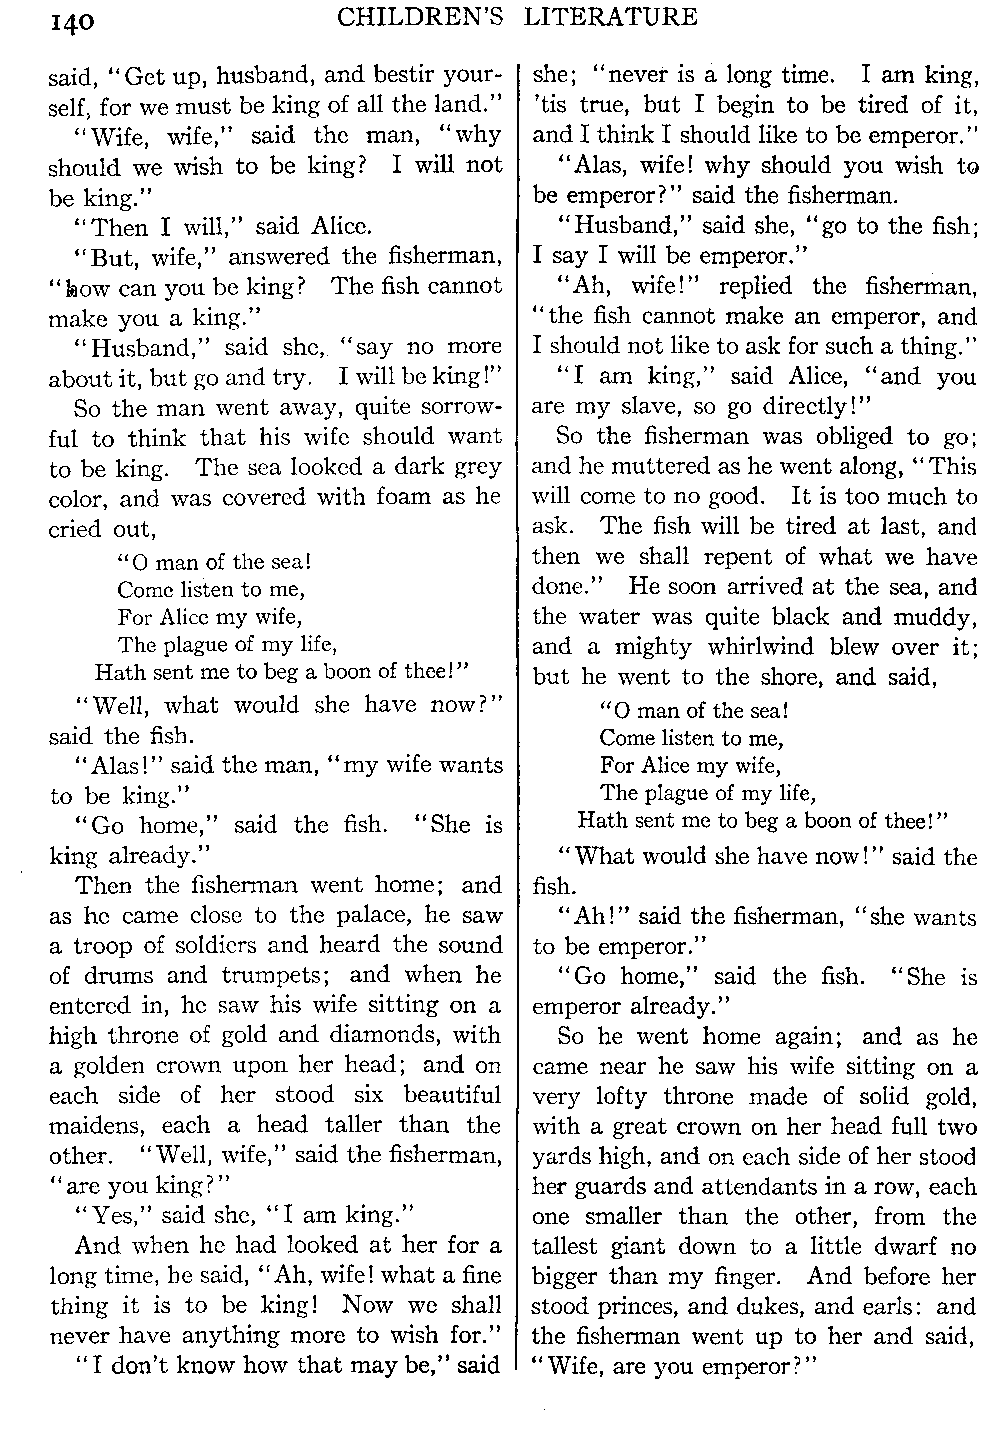 140
CHILDREN'S LITERATURE
said, "Get up, husband, and bestir your-
self, for we must be king of all the land."
"Wife, wife," said the man, "why
should we wish to be king? I will not
be king."
"Then I will," said Alice.
"But, wife," answered the fisherman,
"how can you be king? The fish cannot
make you a king."
"Husband," said she, "say no more
about it, but go and try. I will be king!"
So the man went away, quite sorrow-
ful to think that his wife should want
to be king. The sea looked a dark grey
color, and was covered with foam as he
cried out,
"O man of the sea!
Come listen to me,
For Alice my wife,
The plague of my life,
Hath sent me to beg a boon of thee!"
"Well, what would she have now?"
said the fish.
"Alas!" said the man, "my wife wants
to be king."
"Go home," said the fish. "She is
king already."
Then the fisherman went home; and
as he came close to the palace, he saw
a troop of soldiers and heard the sound
of drums and trumpets; and when he
entered in, he saw his wife sitting on a
high throne of gold and diamonds, with
a golden crown upon her head; and on
each side of her stood six beautiful
maidens, each a head taller than the
other. "Well, wife," said the fisherman,
"are you king?"
"Yes," said she, "I am king."
And when he had looked at her for a
long time, he said, "Ah, wife! what a fine
thing it is to be king! Now we shall
never have anything more to wish for."
"I don't know how that may be," said
she; "never is a long time. I am king,
'tis true, but I begin to be tired of it,
and I think I should like to be emperor."
"Alas, wife! why should you wish to
be emperor?" said the fisherman.
"Husband," said she, "go to the fish;
I say I will be emperor."
"Ah, wife!" replied the fisherman,
"the fish cannot make an emperor, and
I should not like to ask for such a thing."
"I am king," said Alice, "and you
are my slave, so go directly!"
So the fisherman was obliged to go;
and he muttered as he went along, "This
will come to no good. It is too much to
ask. The fish will be tired at last, and
then we shall repent of what we have
done." He soon arrived at the sea, and
the water was quite black and muddy,
and a mighty whirlwind blew over it;
but he went to the shore, and said,
"O man of the sea!
Come listen to me,
For Alice my wife,
The plague of my life,
Hath sent me to beg a boon of thee!"
"What would she have now!" said the
fish.
"Ah!" said the fisherman, "she wants
to be emperor."
"Go home," said the fish. "She is
emperor already."
So he went home again; and as he
came near he saw his wife sitting on a
very lofty throne made of solid gold,
with a great crown on her head full two
yards high, and on each side of her stood
her guards and attendants in a row, each
one smaller than the other, from the
tallest giant down to a little dwarf no
bigger than my finger. And before her
stood princes, and dukes, and earls: and
the fisherman went up to her and said,
"Wife, are you emperor?"